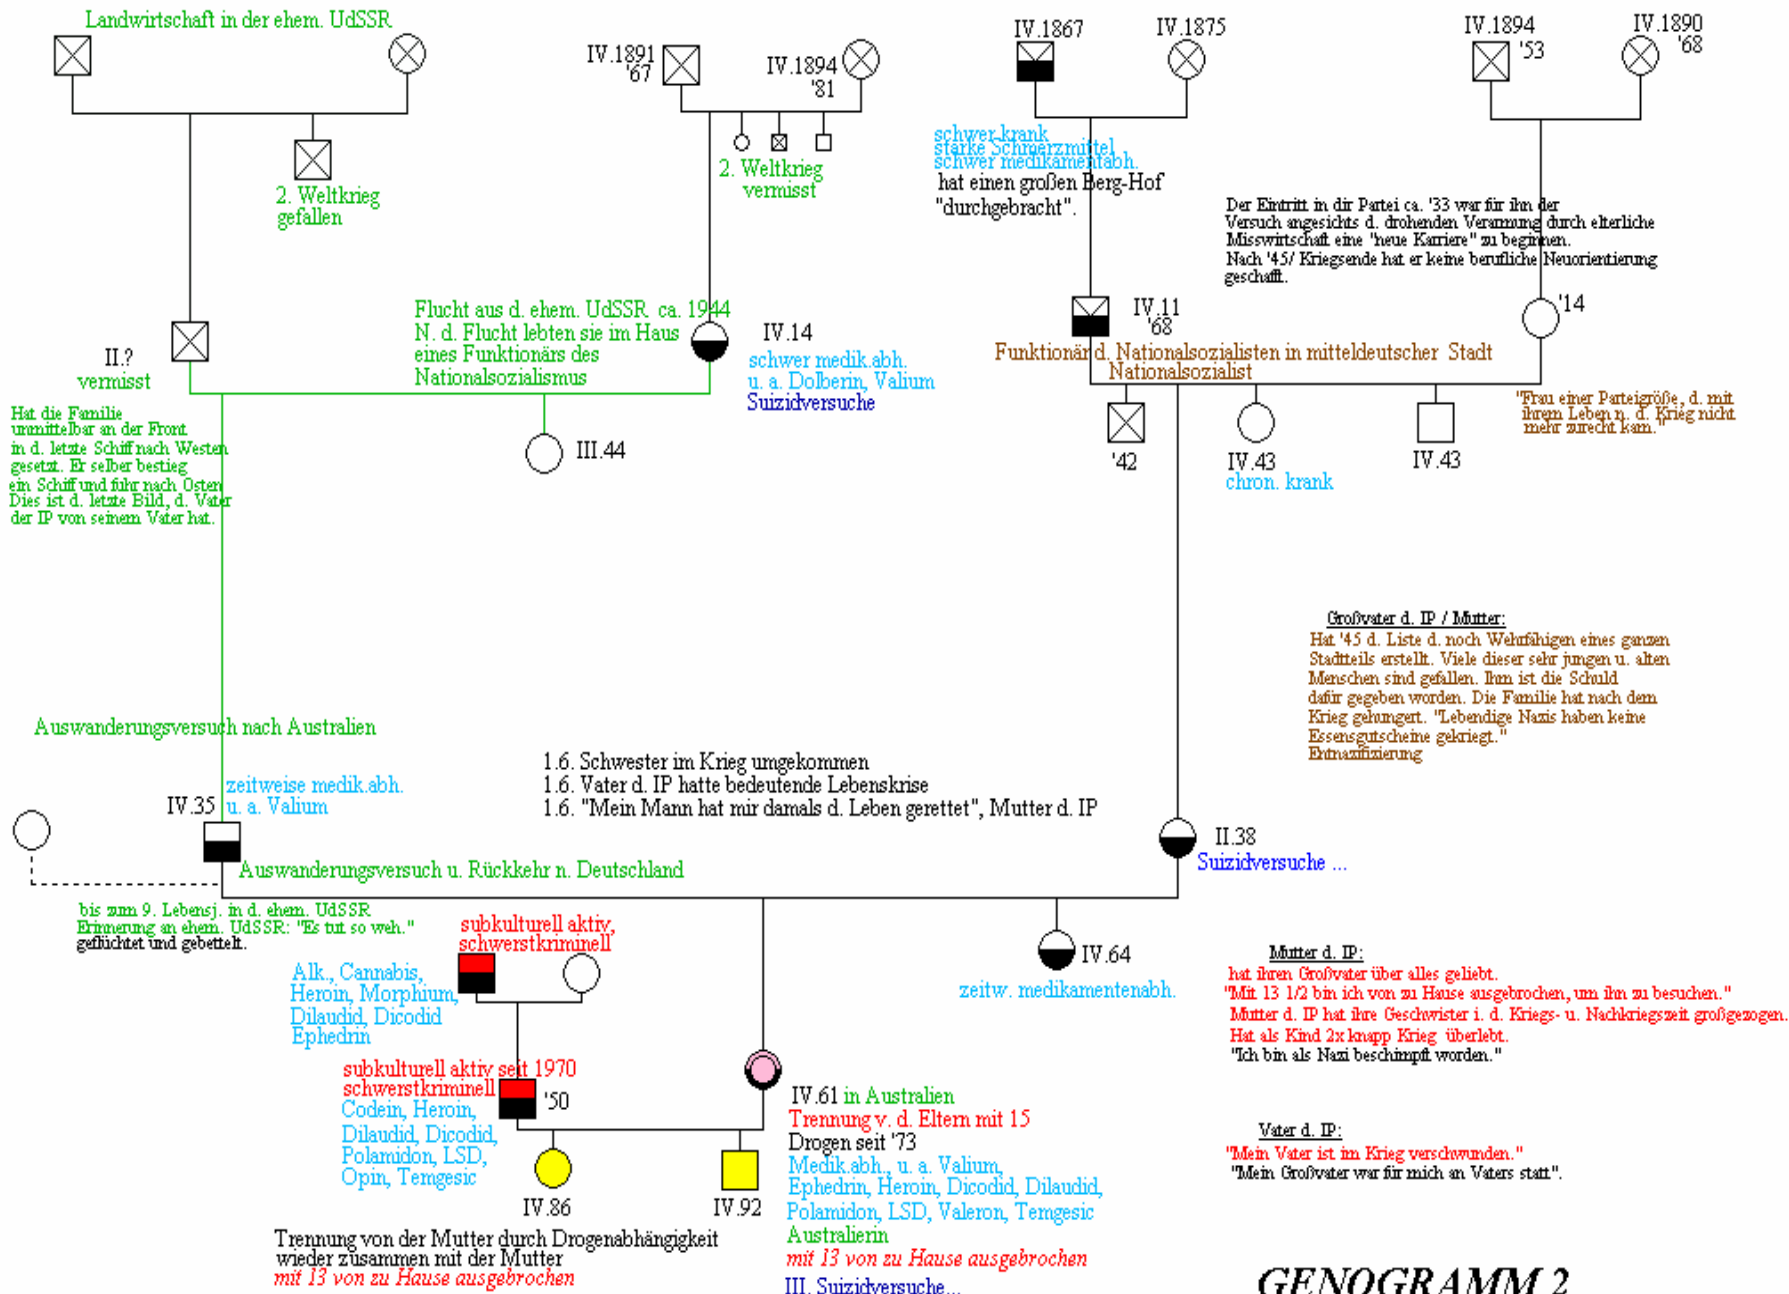 Landwirtschaft in der ehem. UdSSR
IV.1891
'67
IV.1894
'81
IV.1867
IV.1875
IV.1894
'53
IV.1890
'68
2. Weltkrieg
gefallen
2. Weltkrieg
vermisst
schwer krank
starke Schmerzmittel
schwer medikamentabh.
hat einen großen Berg-Hof
"durchgebracht".
Der Eintritt in dir Partei ca. '33 war für ihn der
Versuch angesichts d. drohenden Verarmung durch elterliche
Misswirtschaft eine "neue Karriere" zu beginnen.
Nach '45/ Kriegsende hat er keine berufliche Neuorientierung
geschafft.
II.?
vermisst
Flucht aus d. ehem. UdSSR ca. 1944
N. d. Flucht lebten sie im Haus
eines Funktionärs des
Nationalsozialismus
IV.14
schwer medik.abh.
u. a. Dolberin, Valium
Suizidversuche
IV.11
'68
'14
Funktionär d. Nationalsozialisten in mitteldeutscher Stadt
Nationalsozialist
"Frau einer Parteigröße, d. mit
ihrem Leben n. d. Krieg nicht
mehr zurecht kam."
Hat die Familie
unmittelbar an der Front
in d. letzte Schiff nach Westen
gesetzt. Er selber bestieg
ein Schiff und fuhr nach Osten
Dies ist d. letzte Bild, d. Vater
der IP von seinem Vater hat.
III.44
'42
IV.43
chron. krank
IV.43
Großvater d. IP / Mutter:
Hat '45 d. Liste d. noch Wehrfähigen eines ganzen
Stadtteils erstellt. Viele dieser sehr jungen u. alten
Menschen sind gefallen. Ihm ist die Schuld
dafür gegeben worden. Die Familie hat nach dem
Krieg gehungert. "Lebendige Nazis haben keine
Essensgutscheine gekriegt."
Entnazifizierung
Auswanderungsversuch nach Australien
1.6. Schwester im Krieg umgekommen
1.6. Vater d. IP hatte bedeutende Lebenskrise
1.6. "Mein Mann hat mir damals d. Leben gerettet", Mutter d. IP
IV.35
zeitweise medik.abh.
u. a. Valium
II.38
Suizidversuche ...
Auswanderungsversuch u. Rückkehr n. Deutschland
bis zum 9. Lebensj. in d. ehem. UdSSR
Erinnerung an ehem. UdSSR: "Es tut so weh."
geflüchtet und gebettelt.
subkulturell aktiv,
schwerstkriminell
Alk., Cannabis,
Heroin, Morphium,
Dilaudid, Dicodid
Ephedrin
IV.64
zeitw. medikamentenabh.
Mutter d. IP:
hat ihren Großvater über alles geliebt.
"Mit 13 1/2 bin ich von zu Hause ausgebrochen, um ihn zu besuchen."
Mutter d. IP hat ihre Geschwister i. d. Kriegs- u. Nachkriegszeit großgezogen.
Hat als Kind 2x knapp Krieg überlebt.
"Ich bin als Nazi beschimpft worden."
subkulturell aktiv seit 1970
schwerstkriminell
'50
Codein, Heroin,
Dilaudid, Dicodid,
Polamidon, LSD,
Opin, Temgesic
IV.61 in Australien
Trennung v. d. Eltern mit 15
Drogen seit '73
Medik.abh., u. a. Valium,
Ephedrin, Heroin, Dicodid, Dilaudid,
Polamidon, LSD, Valeron, Temgesic
Australierin
mit 13 von zu Hause ausgebrochen
III. Suizidversuche...
Vater d. IP:
"Mein Vater ist im Krieg verschwunden."
"Mein Großvater war für mich an Vaters statt".
IV.86
IV.92
Trennung von der Mutter durch Drogenabhängigkeit
wieder zusammen mit der Mutter
mit 13 von zu Hause ausgebrochen
GENOGRAMM 2